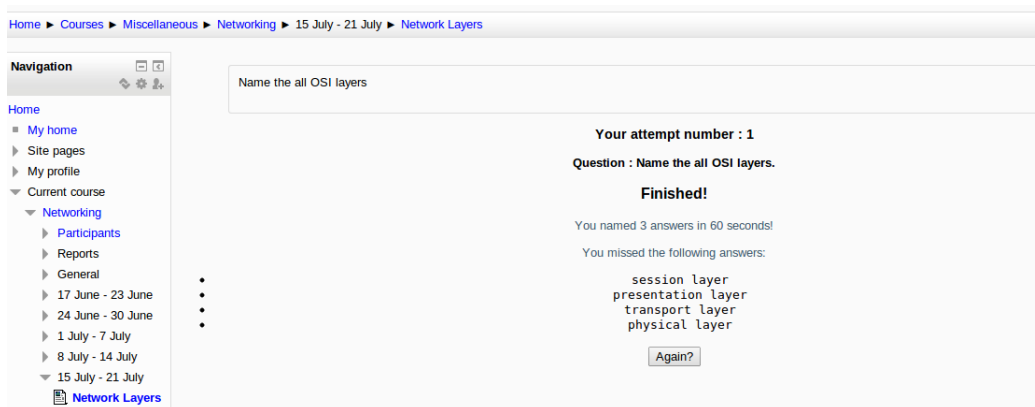 Home ► Courses ► Miscellaneous ► Networking ► 15 July - 21 July ► Network Layers
Navigation
Home
My home
Site pages
My profile
Current course
Networking
Participants
Reports
General
17 June - 23 June
24 June - 30 June
1 July - 7 July
8 July - 14 July
15 July - 21 July
Network Layers
Name the all OSI layers
Your attempt number : 1
Question : Name the all OSI layers.
Finished!
You named 3 answers in 60 seconds!
You missed the following answers:
session layer
presentation layer
transport layer
physical layer
Again?